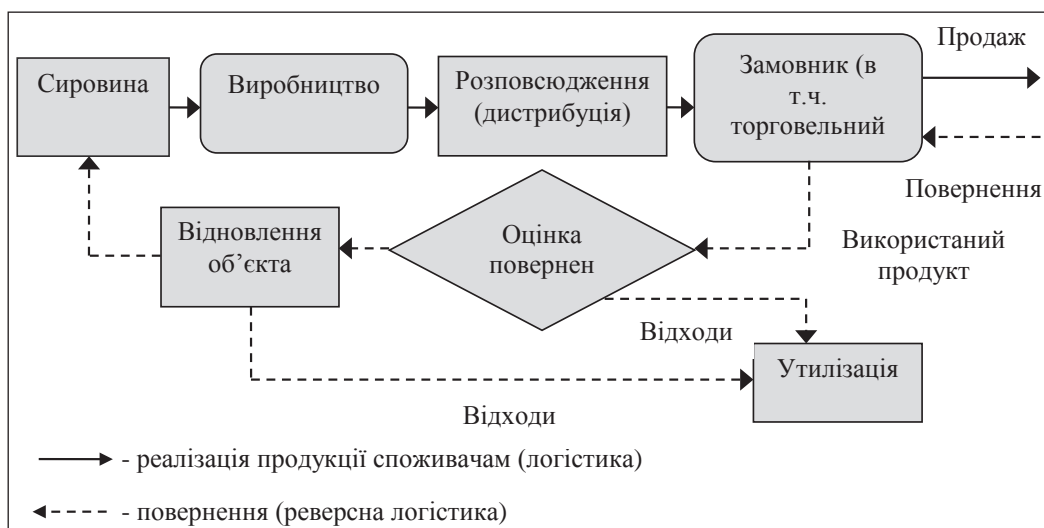 Сировина
Виробництво
Розповсюдження
(дистрибуція)
Замовник (в
т.ч.
торговельний
Продаж
Повернення
Використаний
продукт
Оцінка
повернен
Відновлення
об’єкта
Відходи
Утилізація
Відходи
- реалізація продукції споживачам (логістика)
- повернення (реверсна логістика)